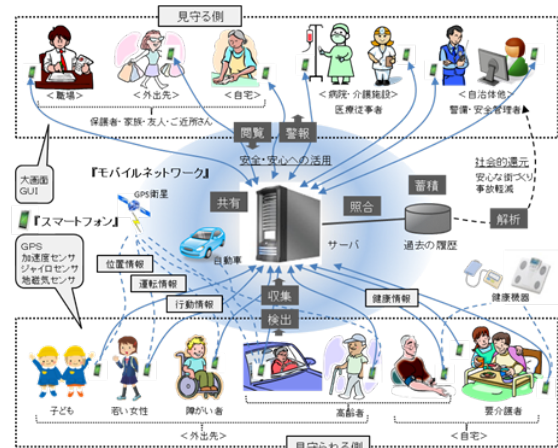 見守る側
<職場>
<外出先>
<自宅>
<病院・介護施設>
医療従事者
<自治体他>
警備・安全管理者
保護者・家族・友人・ご近所さん
閲覧
警報
安全・安心への活用
大画面
GUI
『モバイルネットワーク』
GPS衛星
共有
社会的還元
安心な街づくり
事故軽減
蓄積
照合
解析
『スマートフォン』
自動車
サーバ
過去の履歴
GPS
加速度センサ
ジャイロセンサ
地磁気センサ
位置情報
運転情報
行動情報
収集
検出
健康情報
健康機器
子ども
若い女性
障がい者
高齢者
要介護者
<外出先>
<自宅>
見守られる側